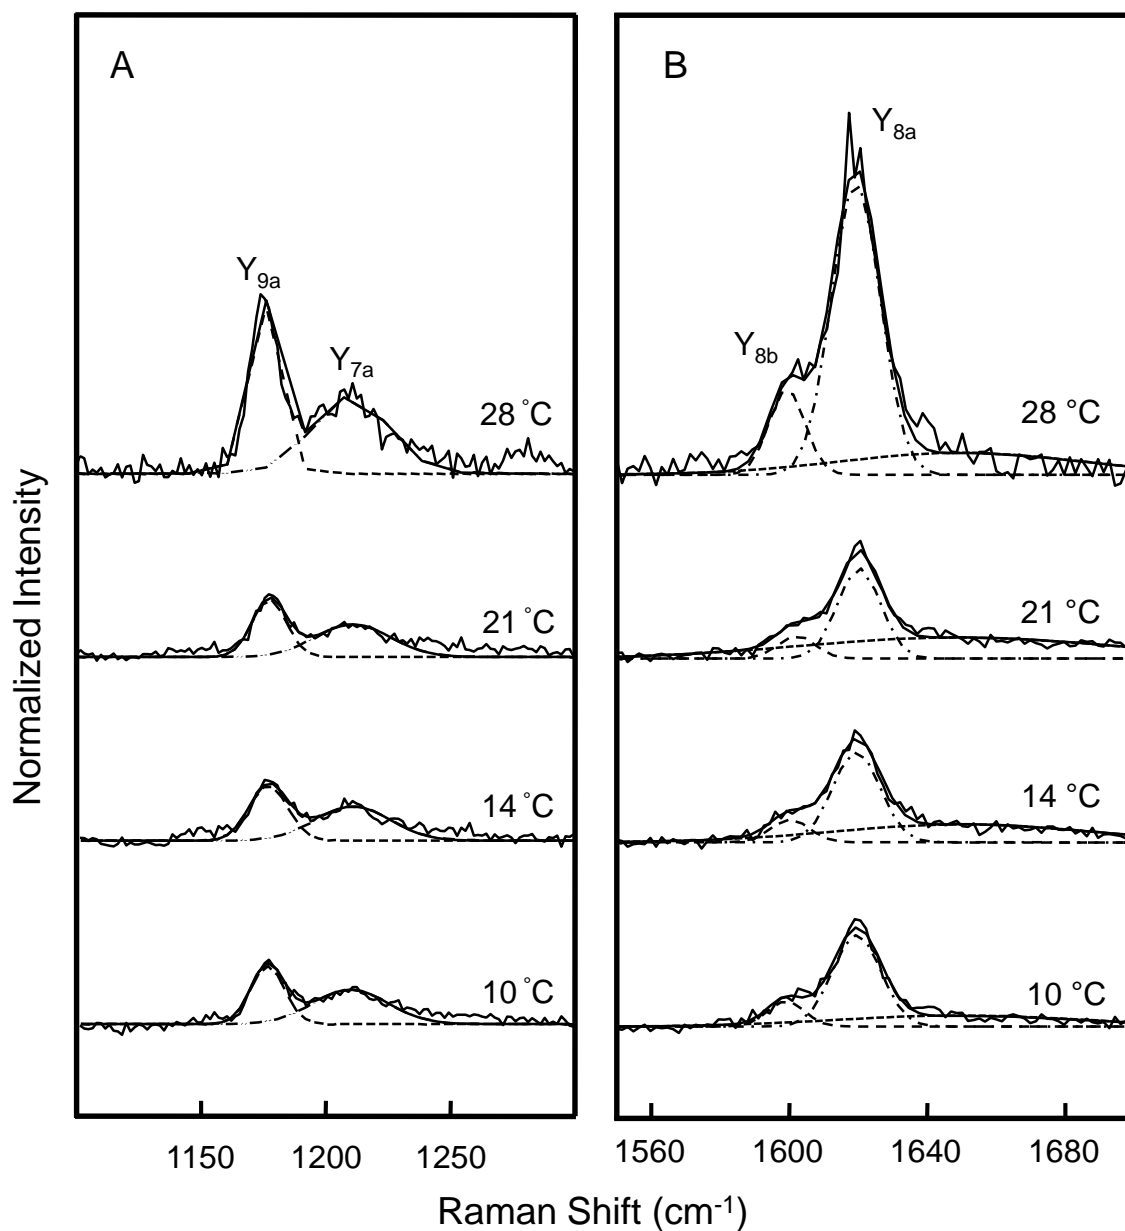 A
B
Y8a
Y9a
Y7a
Y8b
28 °C
28 °C
21 °C
21 °C
14 °C
14 °C
10 °C
10 °C
Normalized Intensity
1150 1200 1250
1560 1600 1640 1680
Raman Shift (cm-1)